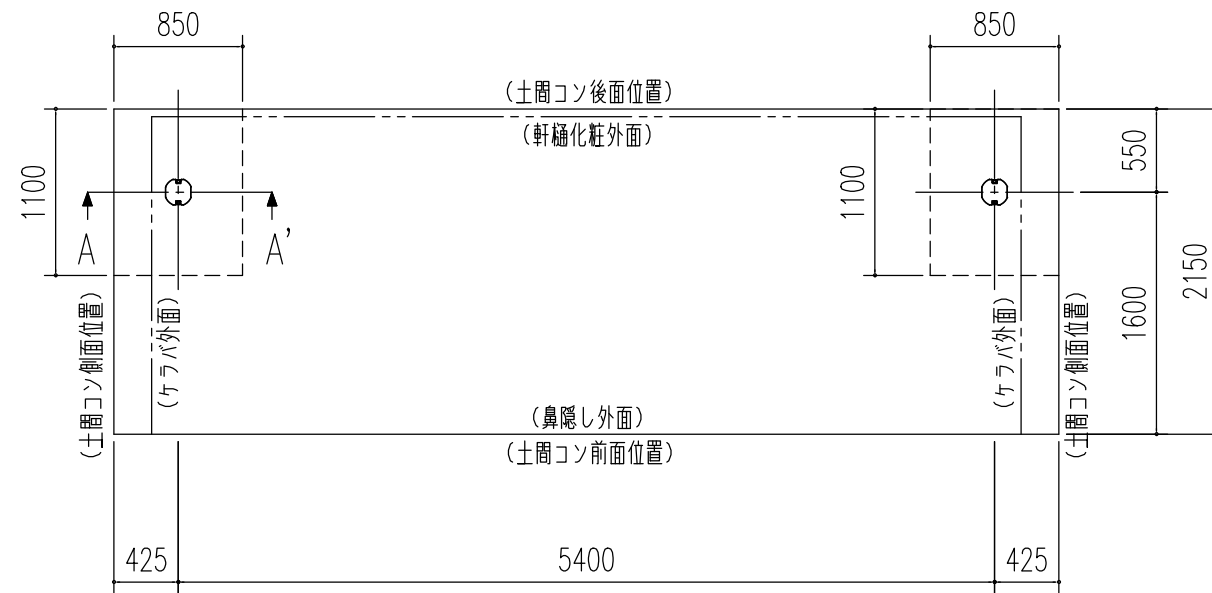 850
850
(土間コン後面位置)
(軒樋化粧外面)
1100
1100
550
A
A'
2150
1600
(土間コン側面位置)
(ケラバ外面)
(ケラバ外面)
(土間コン側面位置)
(鼻隠し外面)
(土間コン前面位置)
425
5400
425